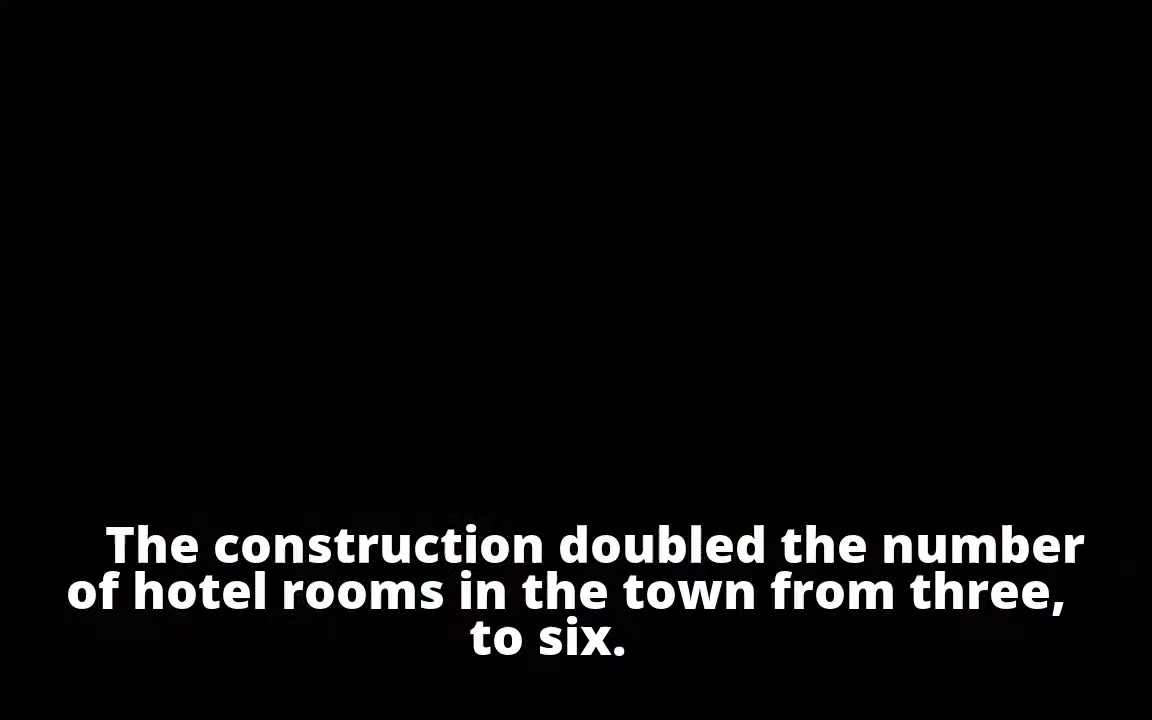 The construction doubled the number
of hotel rooms in the town from three,
to six.